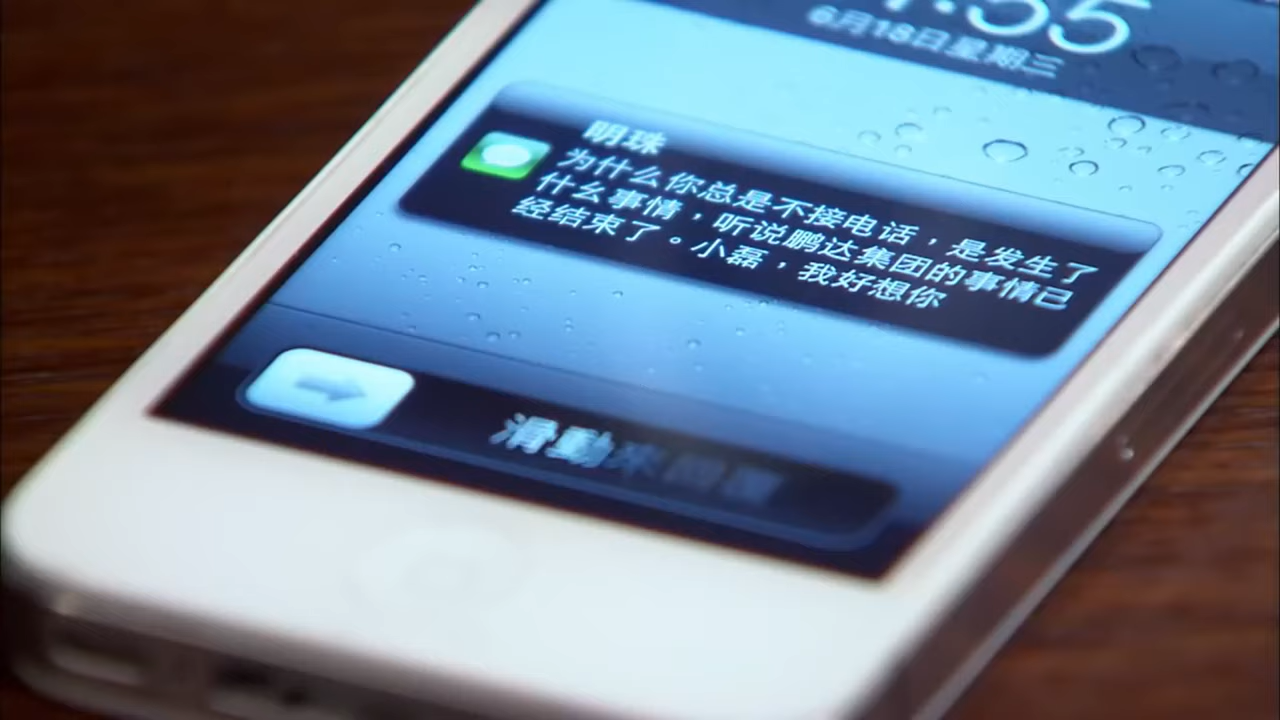 :55
6月18日星期三
明珠
为什么你总是不接电话，是发生了
什么事情，听说鹏达集团的事情已
经结束了。小磊，我好想你
滑動來